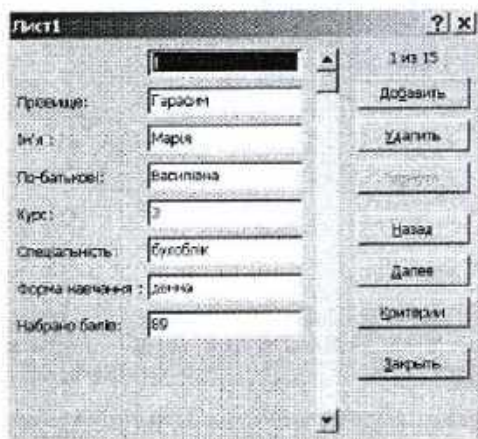 Лист1
1 из 15
Прізвище: Гарасим
Добавить
Ім'я : Марія
Удалить
По-батькові: Василівна
Вернуть
Курс:
Назад
Спеціальність : бухоблік
Далее
Форма навчання : денна
Критерии
Набрано балів: 89
Закрыть